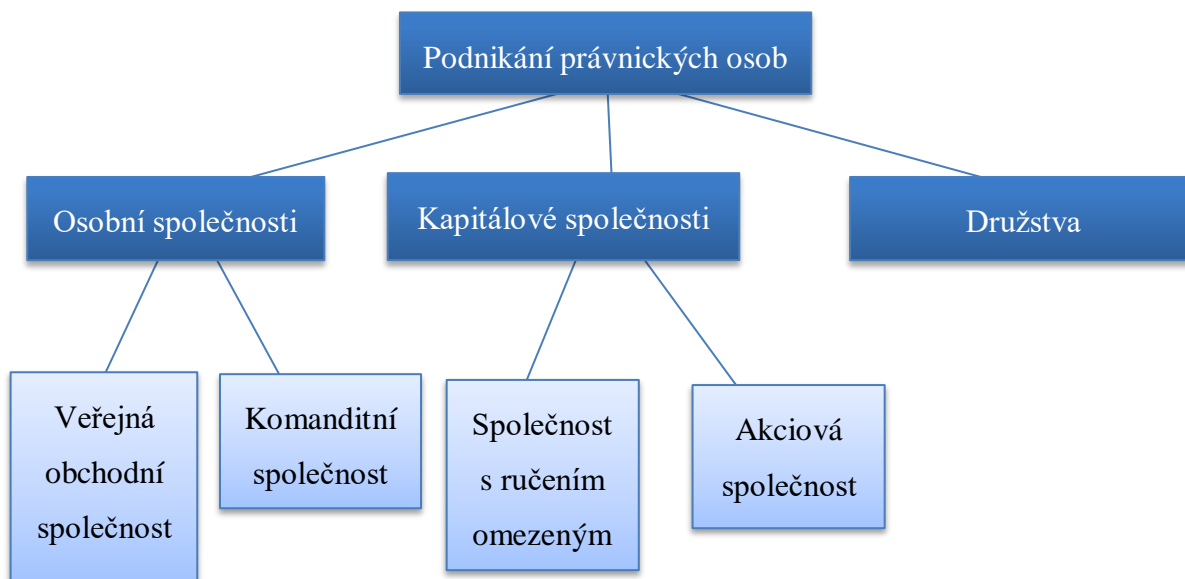 Podnikání právnických osob
Osobní společnosti
Kapitálové společnosti
Družstva
Veřejná
obchodní
společnost
Komanditní
společnost
Společnost
s ručením
omezeným
Akciová
společnost